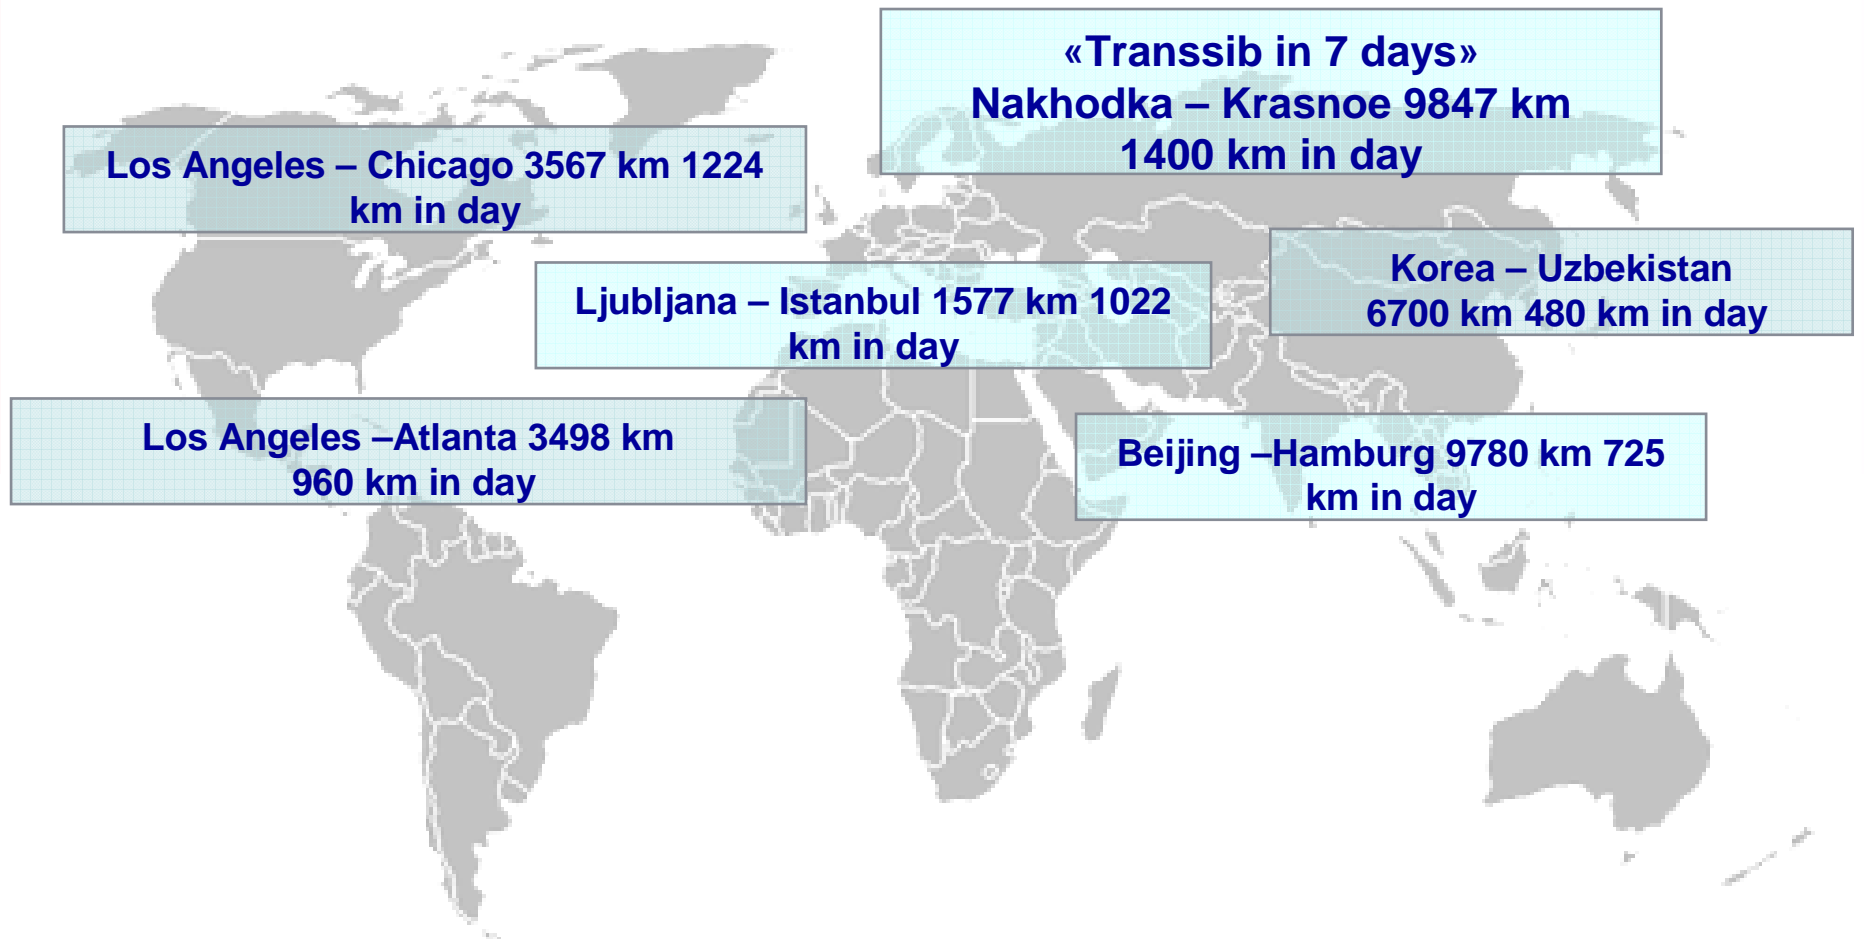 «Transsib in 7 days»
Nakhodka – Krasnoe 9847 km
1400 km in day
Los Angeles – Chicago 3567 km 1224
km in day
Korea – Uzbekistan
6700 km 480 km in day
Ljubljana – Istanbul 1577 km 1022
km in day
Los Angeles –Atlanta 3498 km
960 km in day
Beijing –Hamburg 9780 km 725
km in day